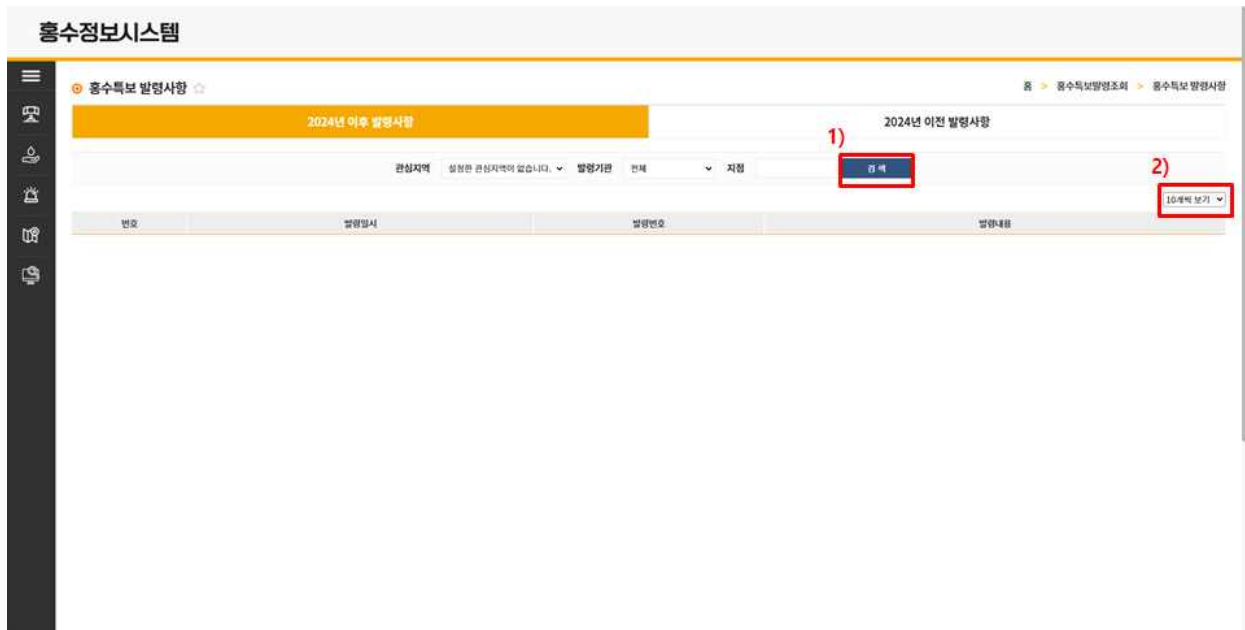 홍수정보시스템
홍수특보 발령사항
홈 > 홍수특보발령조회 > 홍수특보 발령사항
2024년 이후 발령사항
2024년 이전 발령사항
1)
관심지역 설정한 관심지역이 없습니다. 발령기관 전체 지점 검색
2)
10개씩 보기
번호 발령일시 발령번호 발령내용